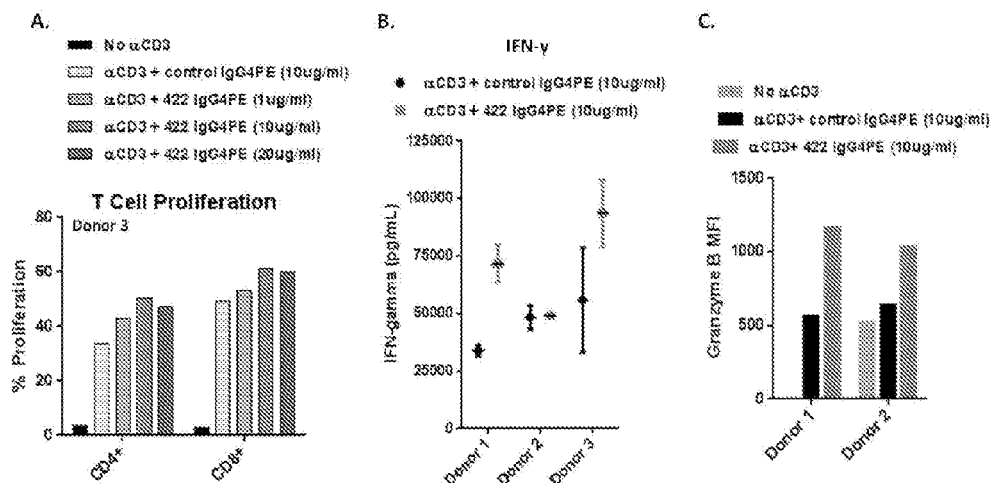 A.
No αCD3
αCD3 + control IgG4PE (10ug/ml)
αCD3 + 422 IgG4PE (1ug/ml)
αCD3 + 422 IgG4PE (10ug/ml)
αCD3 + 422 IgG4PE (20ug/ml)
T Cell Proliferation
Donor 3
% Proliferation
80
60
40
20
0
CD4+
CD8+
B.
IFN-γ
αCD3 + control IgG4PE (10ug/ml)
αCD3 + 422 IgG4PE (10ug/ml)
IFN-gamma (pg/mL)
125000
100000
75000
50000
25000
0
Donor 1
Donor 2
Donor 3
C.
No αCD3
αCD3+ control IgG4PE (10ug/ml)
αCD3+ 422 IgG4PE (10ug/ml)
Granzyme B MFI
1500
1000
500
0
Donor 1
Donor 2